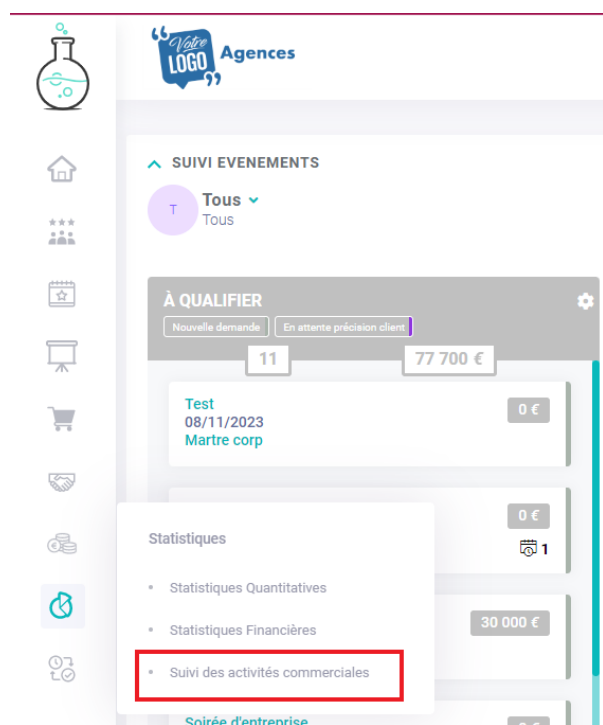 Votre
LOGO
Agences
SUIVI EVENEMENTS
T
Tous
Tous
À QUALIFIER
Nouvelle demande
En attente précision client
11
77 700 €
Test
08/11/2023
Martre corp
0 €
0 €
1
30 000 €
Statistiques
Statistiques Quantitatives
Statistiques Financières
Suivi des activités commerciales
Soirée d'entreprise